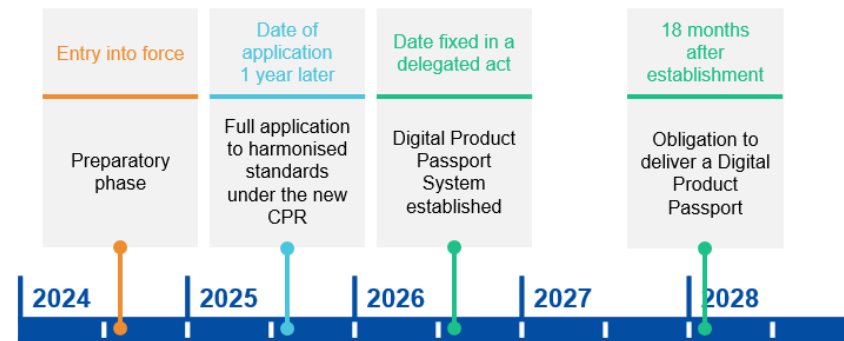 Entry into force
Preparatory
phase
Date of
application
1 year later
Full application
to harmonised
standards
under the new
CPR
Date fixed in a
delegated act
Digital Product
Passport
System
established
18 months
after
establishment
Obligation to
deliver a Digital
Product
Passport
2024
2025
2026
2027
2028